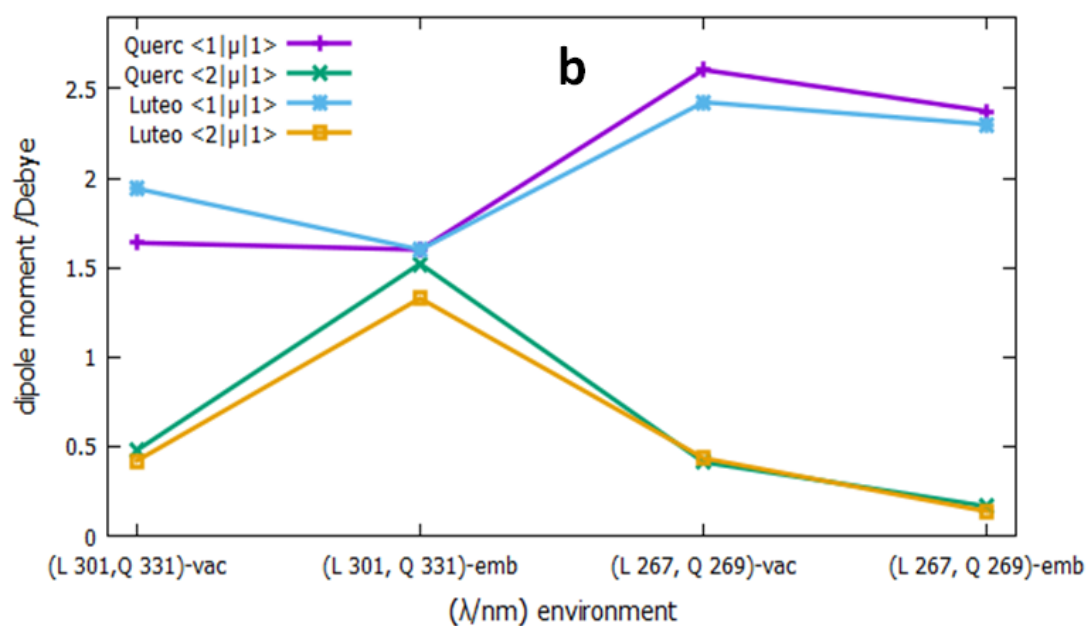 Querc <1|μ|1>
Querc <2|μ|1>
Luteo <1|μ|1>
Luteo <2|μ|1>
b
dipole moment /Debye
2.5
2
1.5
1
0.5
0
(L 301,Q 331)-vac
(L 301, Q 331)-emb
(L 267, Q 269)-vac
(L 267, Q 269)-emb
(λ/nm) environment